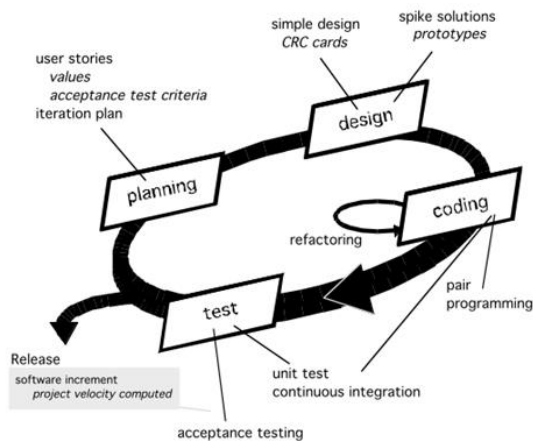 simple design
CRC cards
spike solutions
prototypes
user stories
values
acceptance test criteria
iteration plan
design
planning
coding
refactoring
pair
programming
test
Release
software increment
project velocity computed
unit test
continuous integration
acceptance testing